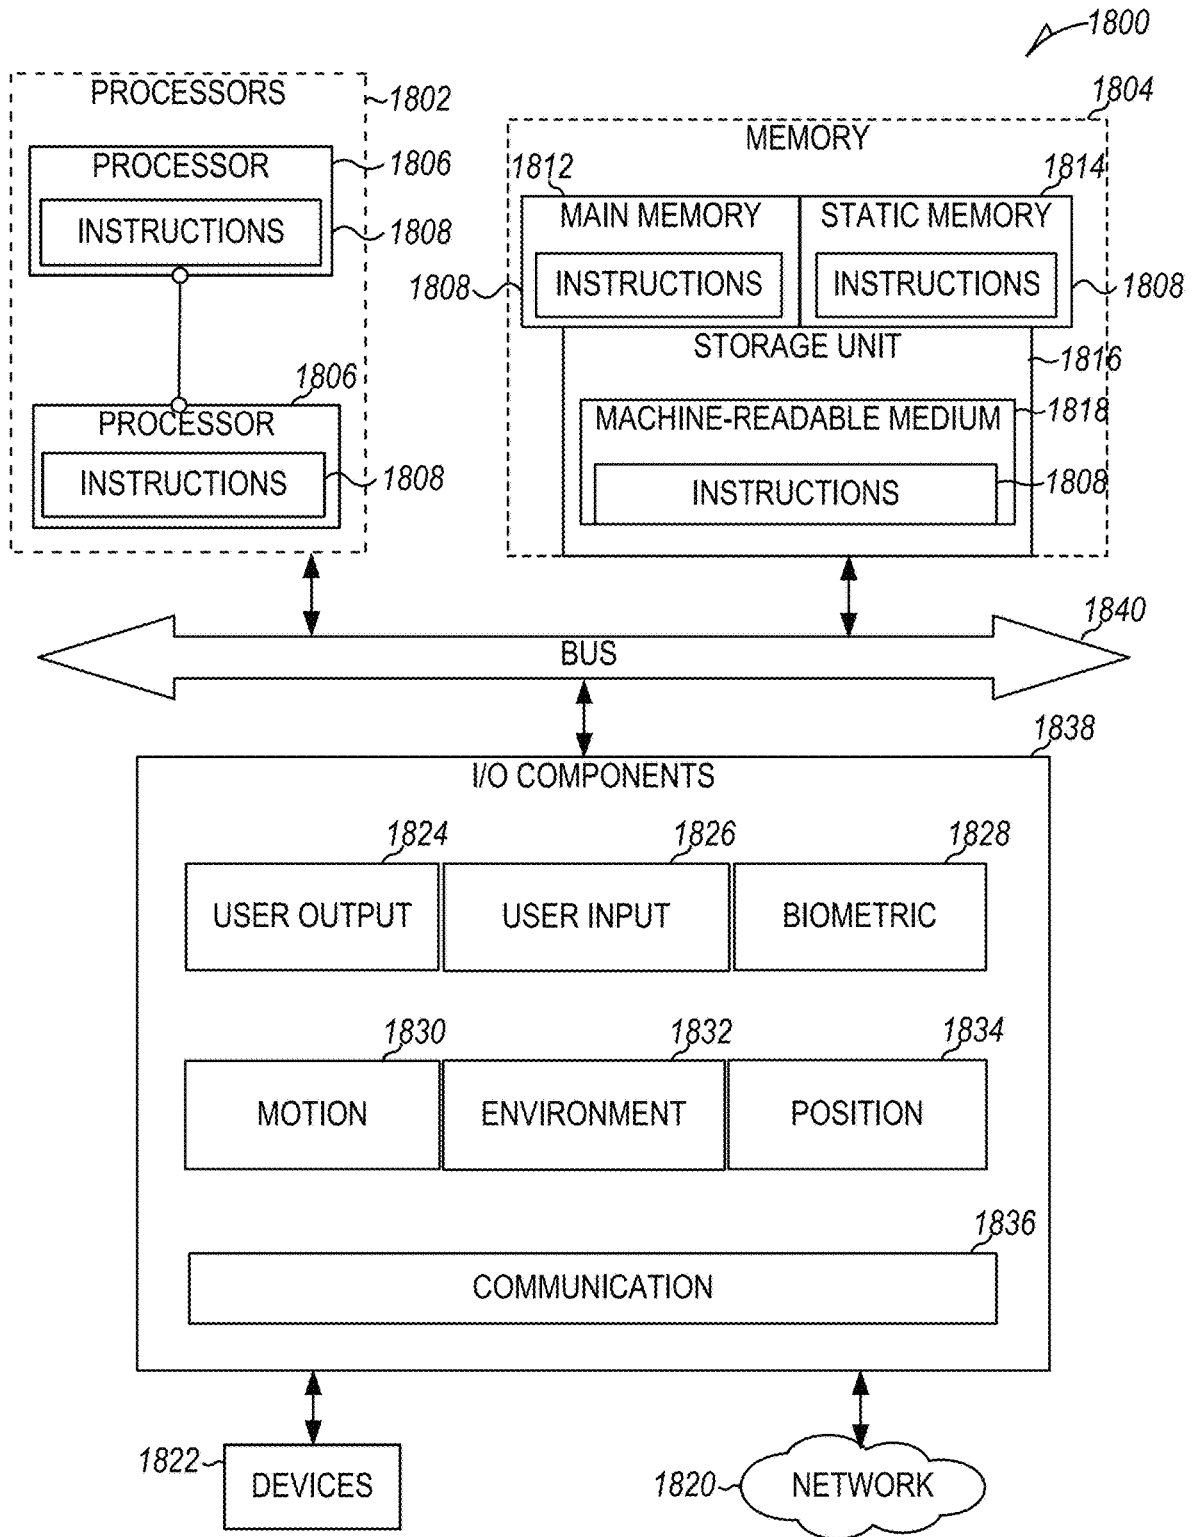 1800
PROCESSORS
1802
PROCESSOR
1806
INSTRUCTIONS
1808
1806
PROCESSOR
INSTRUCTIONS
1808
1804
MEMORY
1812
1814
MAIN MEMORY
STATIC MEMORY
INSTRUCTIONS
INSTRUCTIONS
1808
1808
STORAGE UNIT
1816
MACHINE-READABLE MEDIUM
1818
INSTRUCTIONS
1808
1840
BUS
1838
I/O COMPONENTS
1824
1826
1828
USER OUTPUT
USER INPUT
BIOMETRIC
1830
1832
1834
MOTION
ENVIRONMENT
POSITION
1836
COMMUNICATION
1822
DEVICES
1820
NETWORK